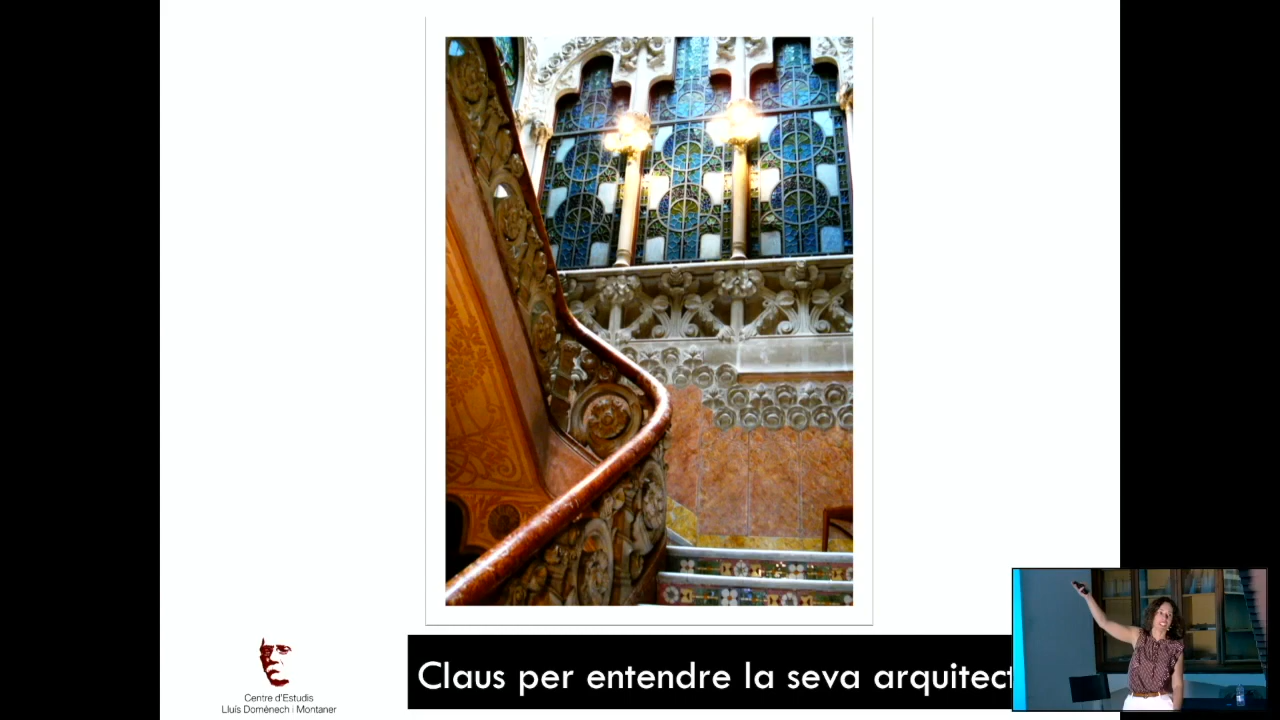 Centre d'Estudis
Lluís Domènech i Montaner
Claus per entendre la seva arquitect